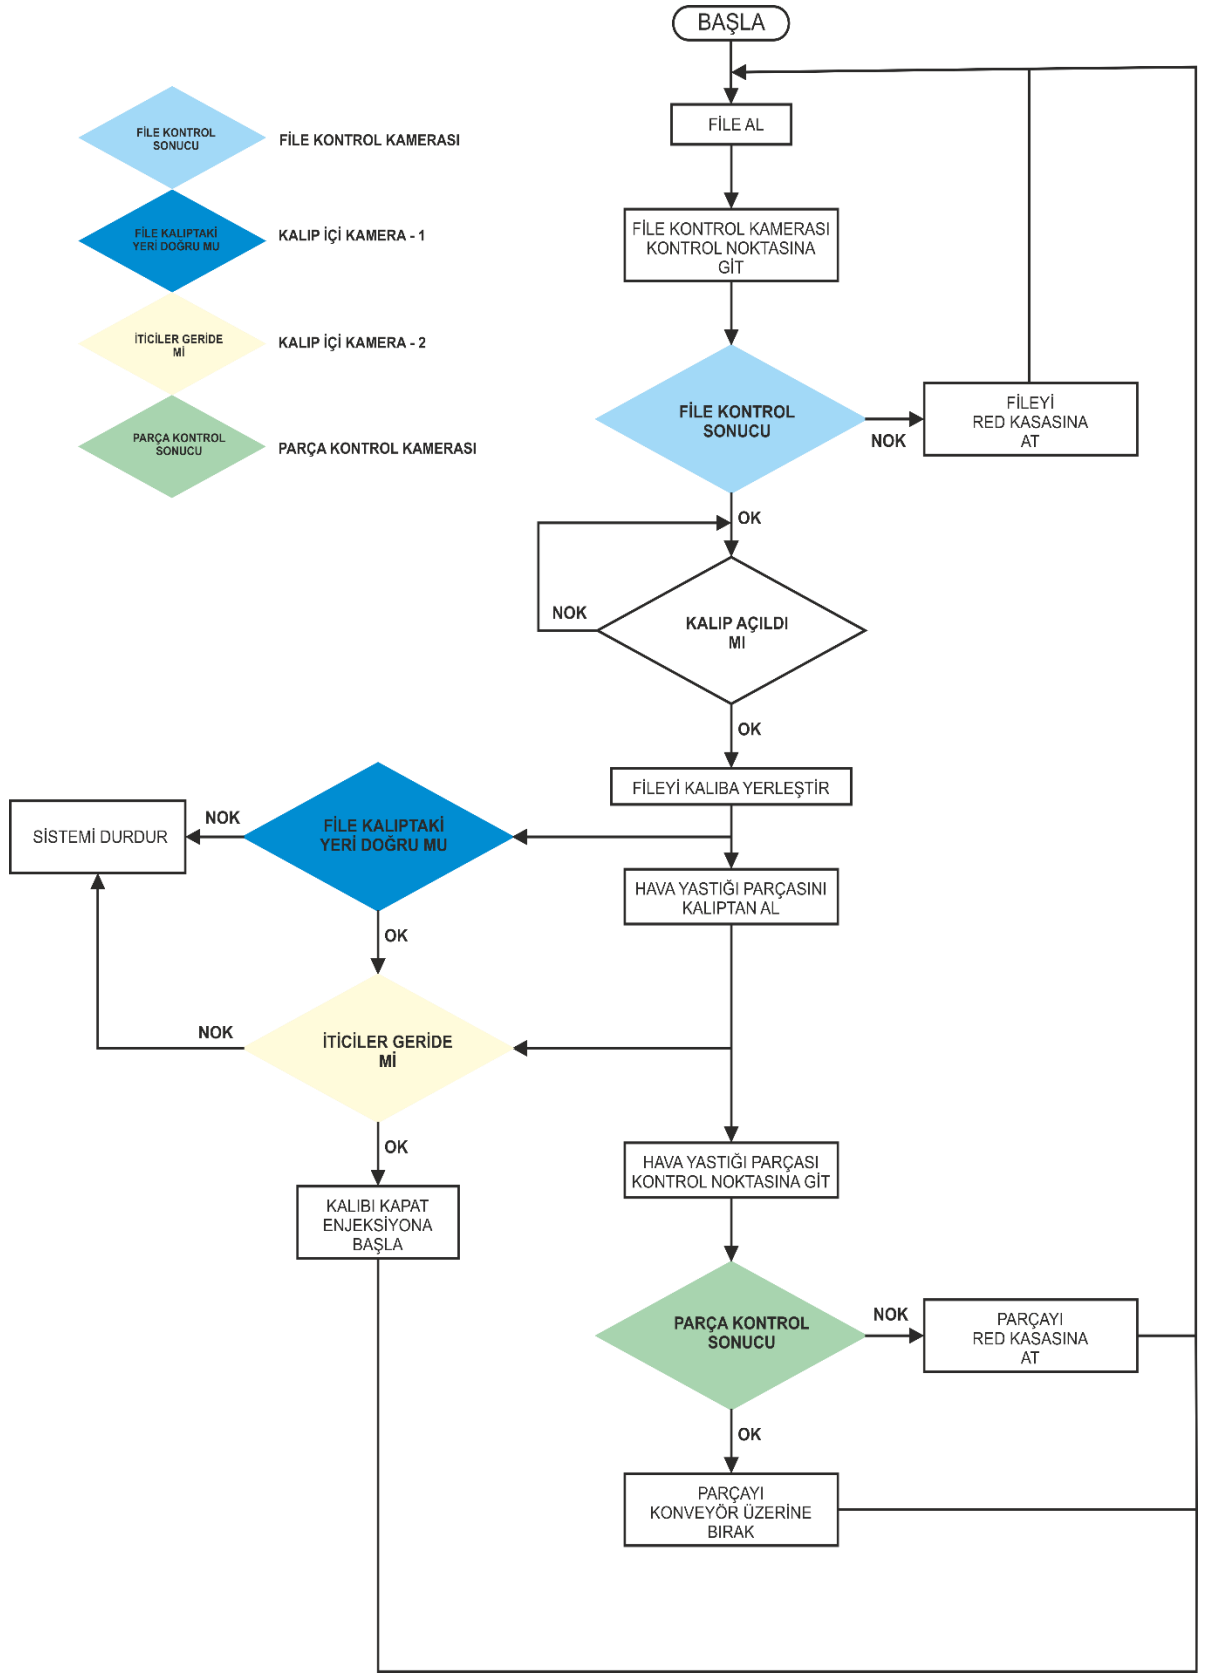 BAŞLA
FİLE AL
FİLE KONTROL KAMERASI
KONTROL NOKTASINA
GİT
FİLE KONTROL
SONUCU
FİLE KONTROL KAMERASI
FİLE KALIPTAKİ
YERİ DOĞRU MU
KALIP İÇİ KAMERA - 1
İTİCİLER GERİDE
Mİ
KALIP İÇİ KAMERA - 2
PARÇA KONTROL
SONUCU
PARÇA KONTROL KAMERASI
FİLE KONTROL
SONUCU
NOK
FİLEYİ
RED KASASINA
AT
OK
NOK
KALIP AÇILDI
MI
OK
FİLEYİ KALIBA YERLEŞTİR
SİSTEMİ DURDUR
NOK
FİLE KALIPTAKİ
YERİ DOĞRU MU
HAVA YASTIĞI PARÇASINI
KALIPTAN AL
OK
NOK
İTİCİLER GERİDE
Mİ
OK
HAVA YASTIĞI PARÇASI
KONTROL NOKTASINA GİT
KALIBI KAPAT
ENJEKSİYONA
BAŞLA
PARÇA KONTROL
SONUCU
NOK
PARÇAYI
RED KASASINA
AT
OK
PARÇAYI
KONVEYÖR ÜZERİNE
BIRAK